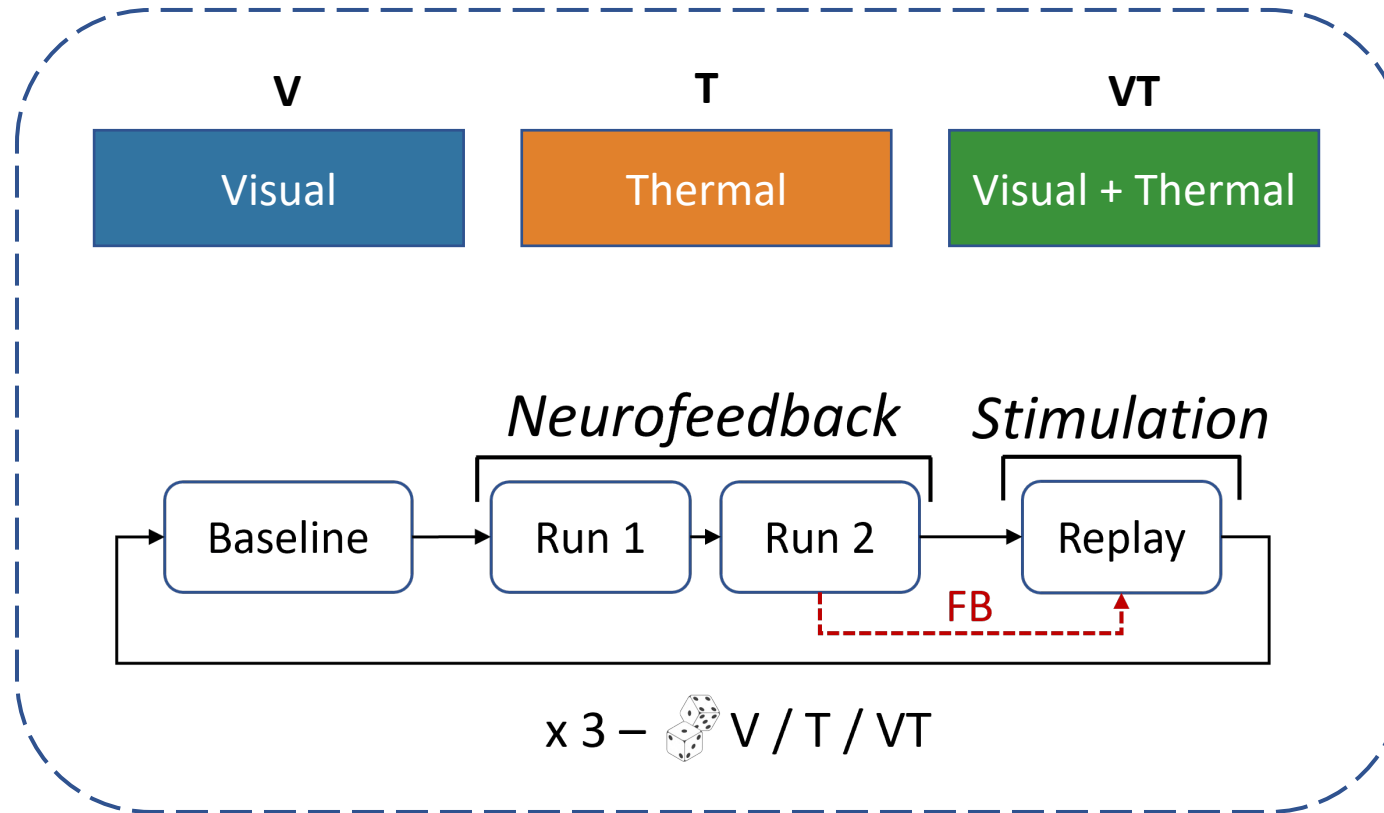 V T VT
Visual Thermal Visual + Thermal
Neurofeedback Stimulation
Baseline Run 1 Run 2 Replay
FB
x 3 – V / T / VT